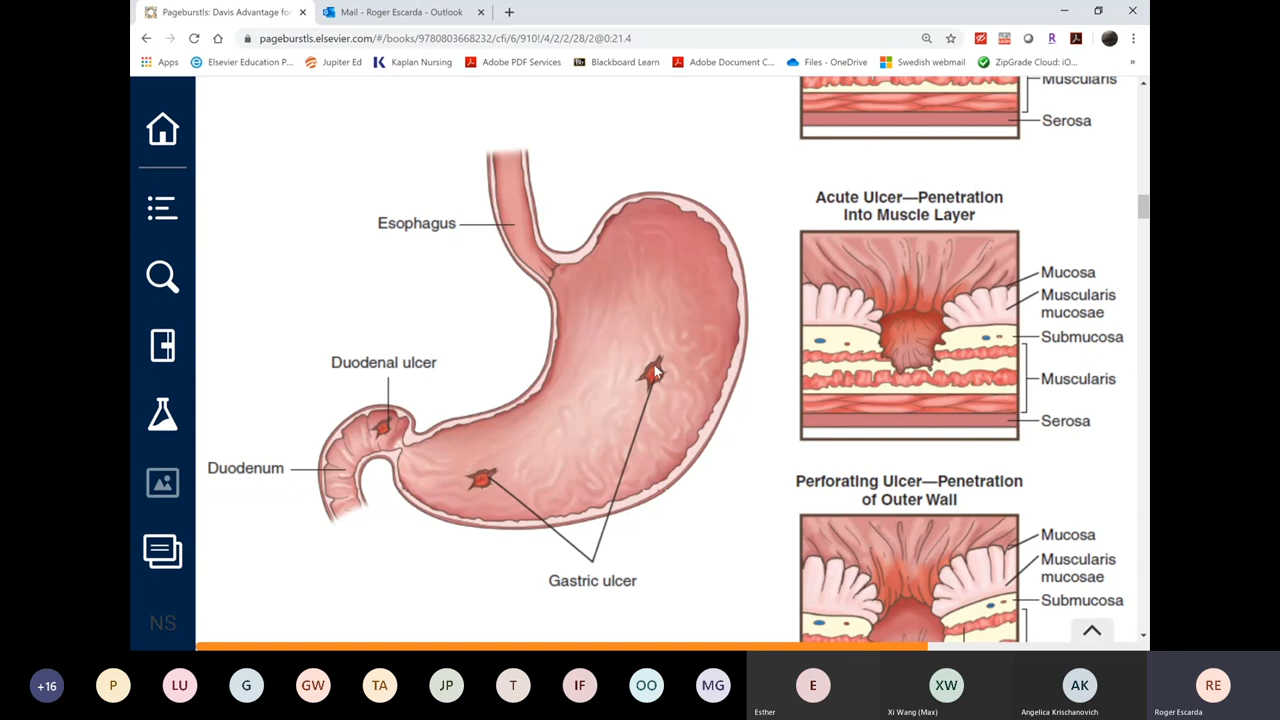 Pageburstls: Davis Advantage for
Mail - Roger Escarda - Outlook
pageburstls.elsevier.com/#/books/9780803668232/cfi/6/910!/4/2/2/28/2@0:21.4
Apps
Elsevier Education P...
Jupiter Ed
Kaplan Nursing
Adobe PDF Services
Bb
Blackboard Learn
Adobe Document C...
Files - OneDrive
Swedish webmail
ZipGrade Cloud: iO...
»
Muscularis
Serosa
Esophagus
Duodenal ulcer
Duodenum
Gastric ulcer
Acute Ulcer—Penetration
Into Muscle Layer
Mucosa
Muscularis
mucosae
Submucosa
Muscularis
Serosa
Perforating Ulcer—Penetration
of Outer Wall
Mucosa
Muscularis
mucosae
Submucosa
NS
+16
P
LU
G
GW
TA
JP
T
IF
OO
MG
E
Esther
XW
Xi Wang (Max)
AK
Angelica Krischanovich
RE
Roger Escarda